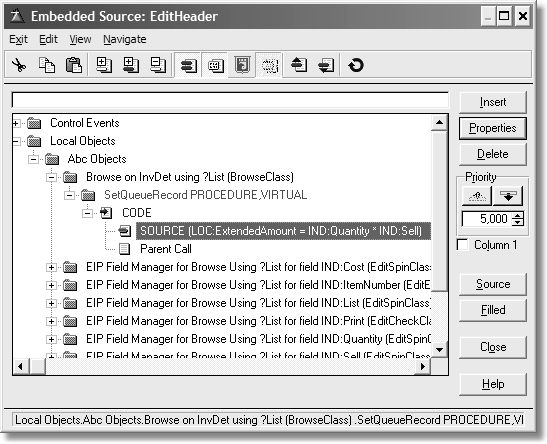 Embedded Source: EditHeader
Exit Edit View Navigate
Insert
Control Events
Local Objects
Properties
Abc Objects
Delete
Browse on InvDet using ?List (BrowseClass)
Priority
SetQueueRecord PROCEDURE,VIRTUAL
CODE
5,000
SOURCE (LOC:ExtendedAmount = IND:Quantity * IND:Sell)
Column 1
Parent Call
EIP Field Manager for Browse Using ?List for field IND:Cost (EditSpinClass
EIP Field Manager for Browse Using ?List for field IND:ItemNumber (EditE
Source
EIP Field Manager for Browse Using ?List for field IND:List (EditSpinClass)
Filled
EIP Field Manager for Browse Using ?List for field IND:Print (EditCheckCla
EIP Field Manager for Browse Using ?List for field IND:Quantity (EditSpinC
Close
EIP Field Manager for Browse Using ?List for field IND:Sell (EditSpinClass
Help
Local Objects.Abc Objects.Browse on InvDet using ?List (BrowseClass) .SetQueueRecord PROCEDURE,VI